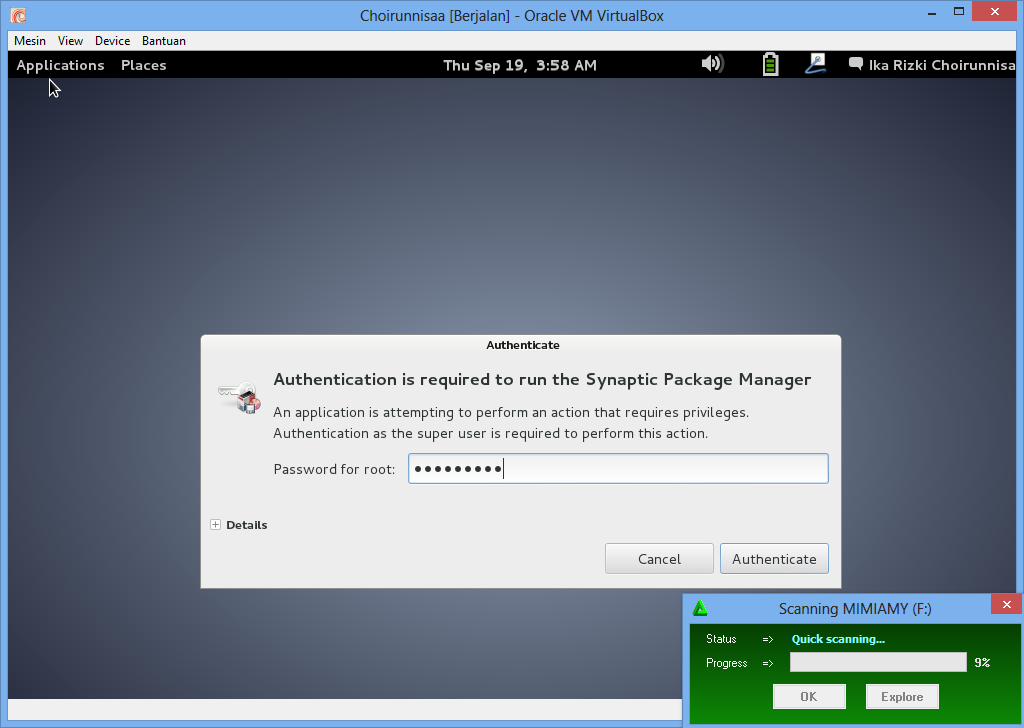 Choirunnisaa [Berjalan] - Oracle VM VirtualBox
Mesin View Device Bantuan
Applications Places Thu Sep 19, 3:58 AM Ika Rizki Choirunnisa
Authenticate
Authentication is required to run the Synaptic Package Manager
An application is attempting to perform an action that requires privileges.
Authentication as the super user is required to perform this action.
Password for root: •••••••••
Details
Cancel Authenticate
Scanning MIMIAMY (F:)
Status => Quick scanning...
Progress => 9%
OK Explore